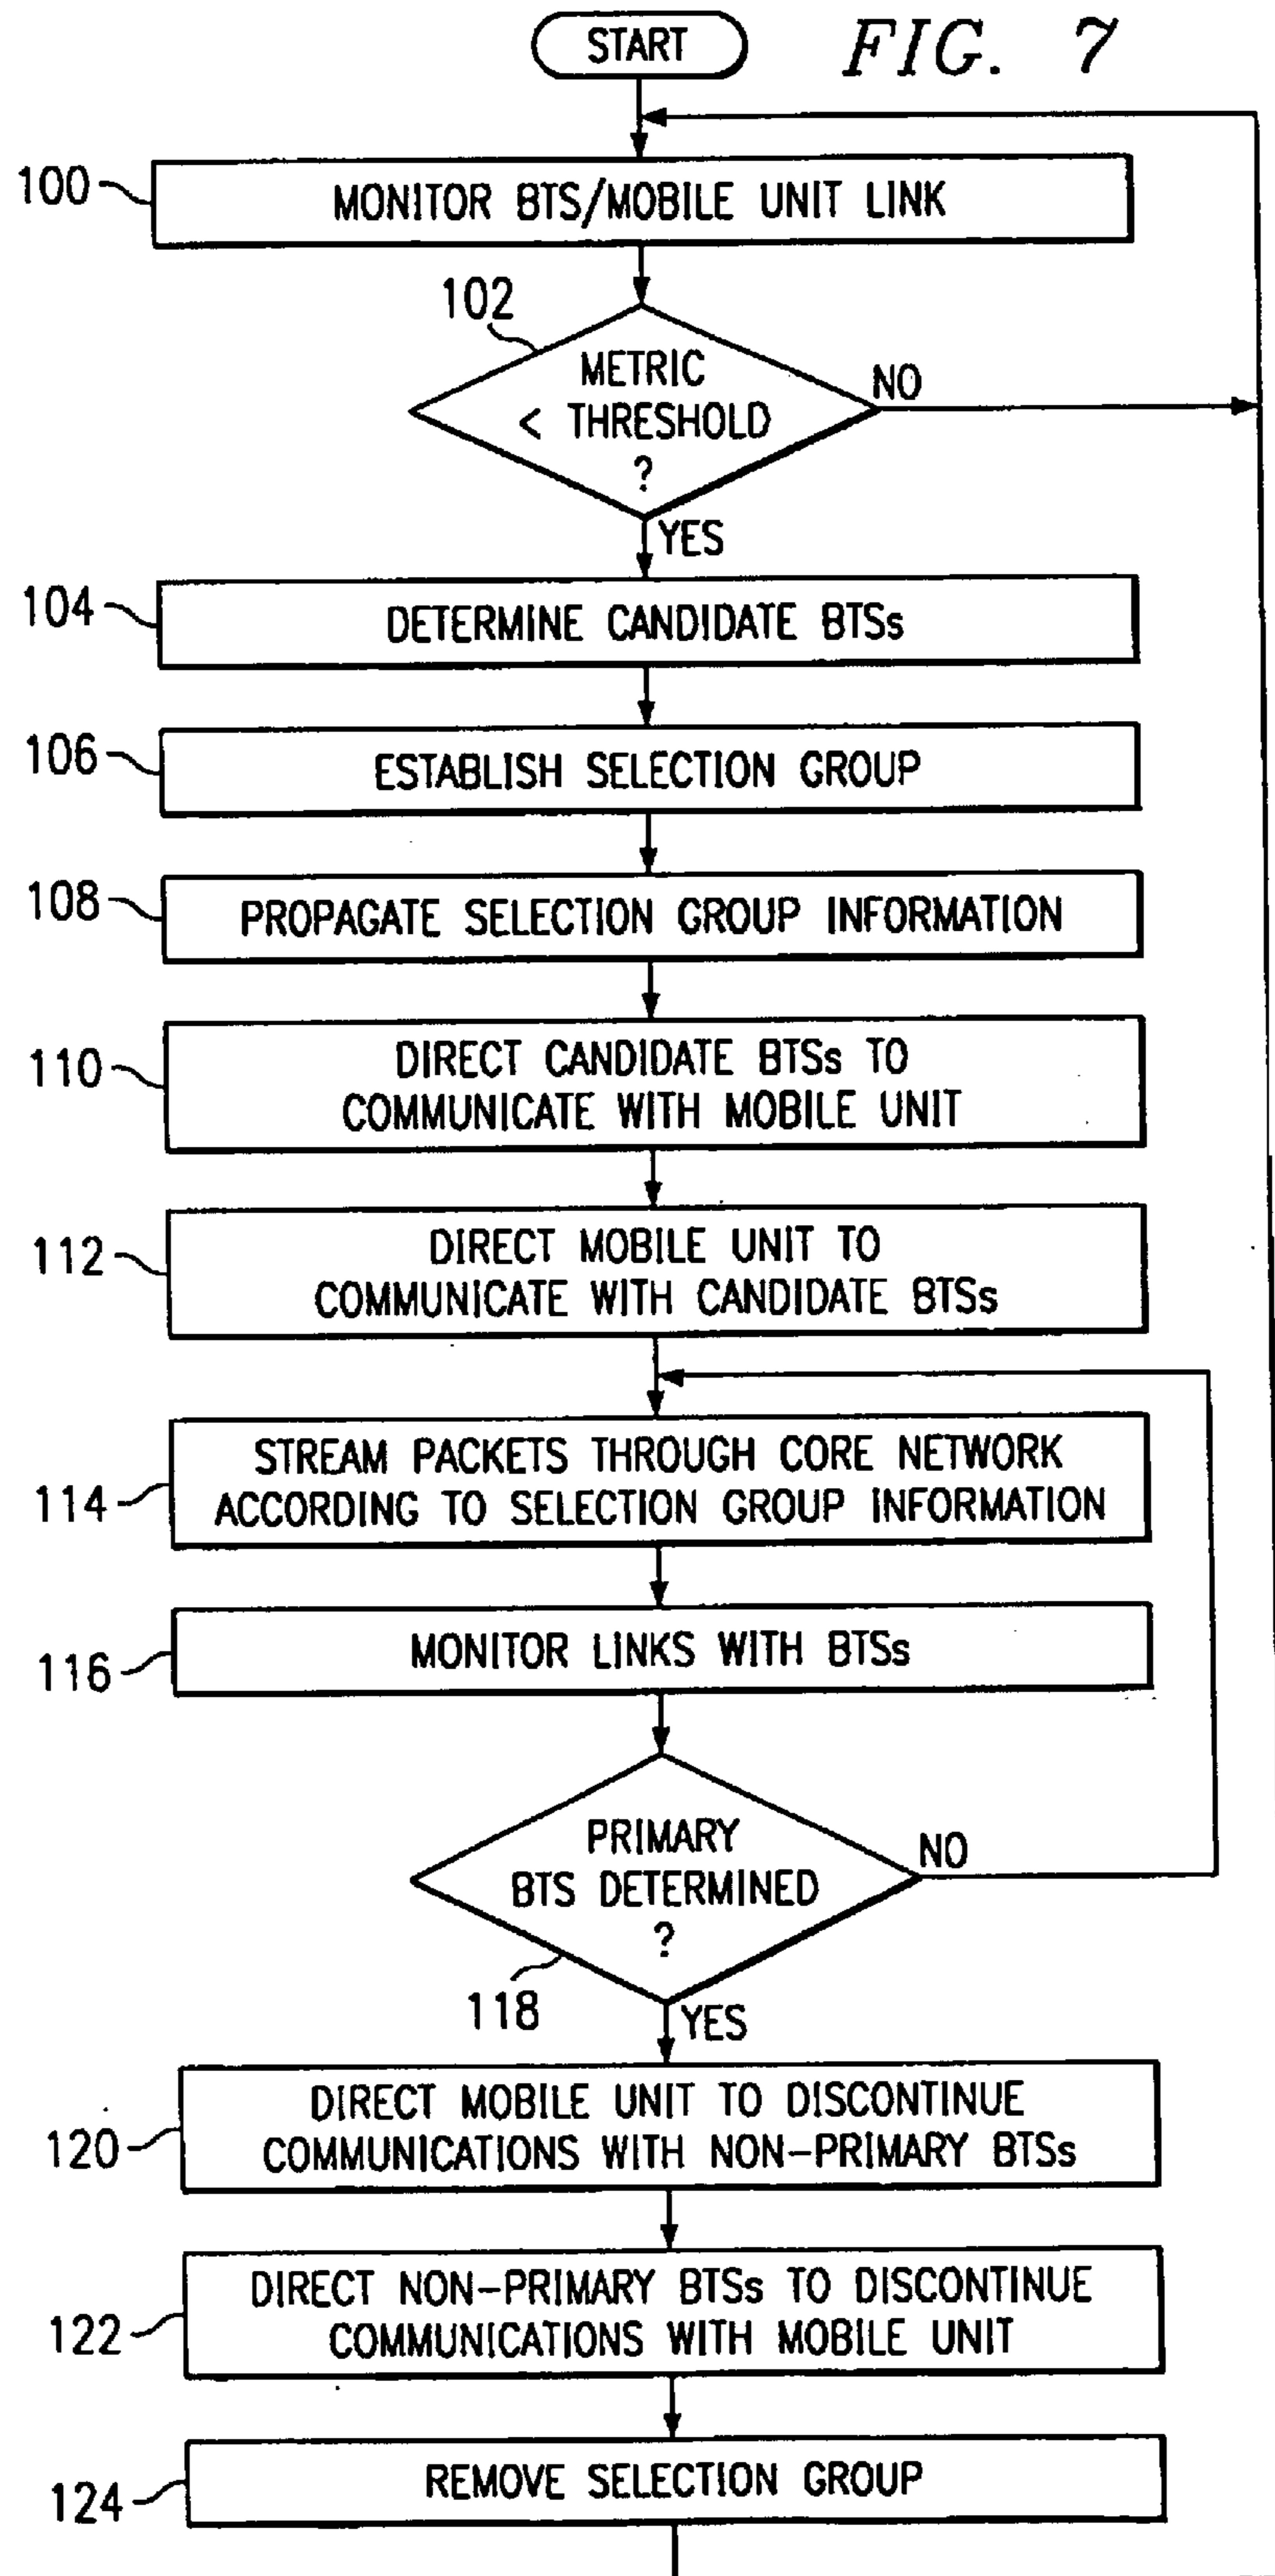 START
FIG. 7
100
MONITOR BTS/MOBILE UNIT LINK
102
METRIC
< THRESHOLD
?
NO
YES
104
DETERMINE CANDIDATE BTSs
106
ESTABLISH SELECTION GROUP
108
PROPAGATE SELECTION GROUP INFORMATION
110
DIRECT CANDIDATE BTSs TO
COMMUNICATE WITH MOBILE UNIT
112
DIRECT MOBILE UNIT TO
COMMUNICATE WITH CANDIDATE BTSs
114
STREAM PACKETS THROUGH CORE NETWORK
ACCORDING TO SELECTION GROUP INFORMATION
116
MONITOR LINKS WITH BTSs
PRIMARY
BTS DETERMINED
?
NO
118
YES
120
DIRECT MOBILE UNIT TO DISCONTINUE
COMMUNICATIONS WITH NON-PRIMARY BTSs
122
DIRECT NON-PRIMARY BTSs TO DISCONTINUE
COMMUNICATIONS WITH MOBILE UNIT
124
REMOVE SELECTION GROUP